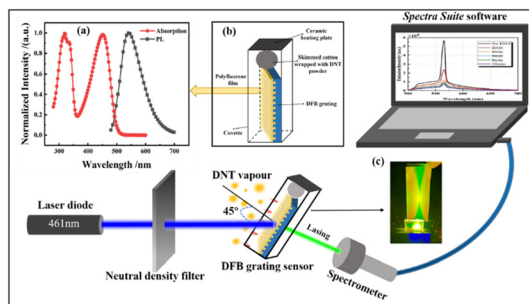 (a)
Absorption
PL
Normalized Intensity /(a.u.)
1.0
0.8
0.6
0.4
0.2
0.0
300
400
500
600
700
Wavelength /nm
(b)
Ceramic
heating plate
Skimmed cotton
wrapped with DNT
powder
Polyfluorene
film
DFB grating
Cuvette
Spectra Suite software
(c)
DNT vapour
45°
Laser diode
461nm
Neutral density filter
DFB grating sensor
Lasing
Spectrometer